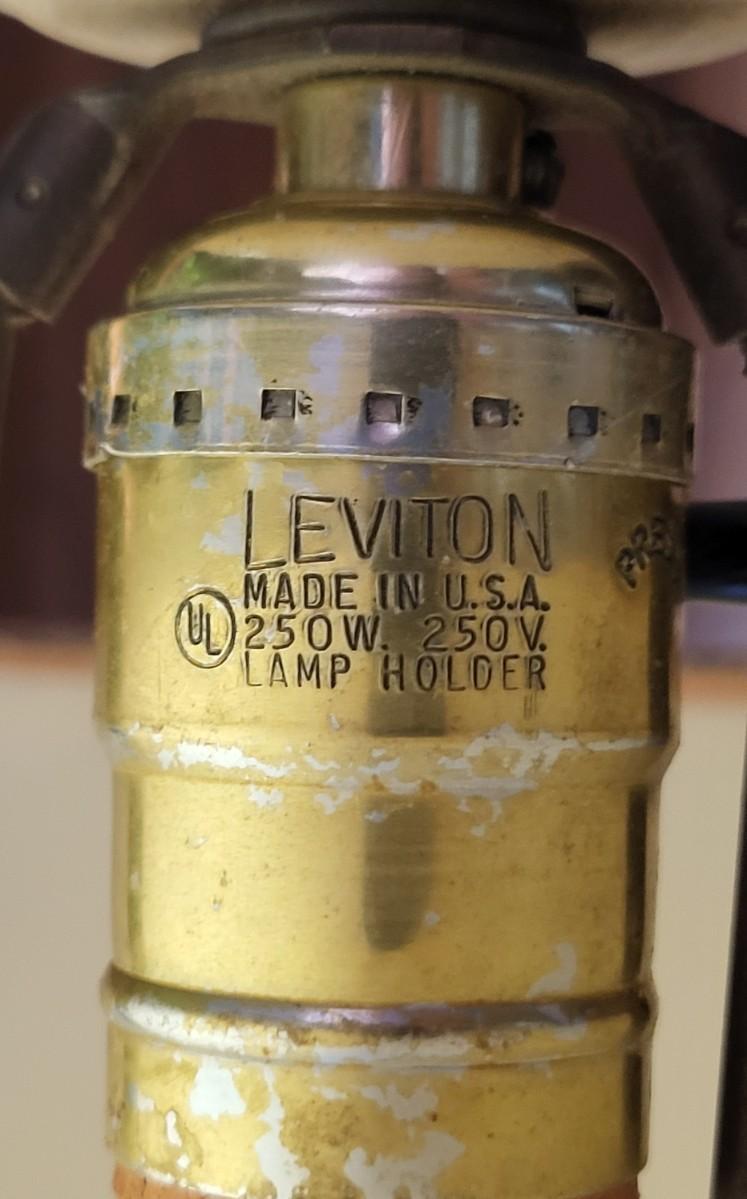 LEVITON
MADE IN U.S.A.
UL 250W. 250V.
LAMP HOLDER